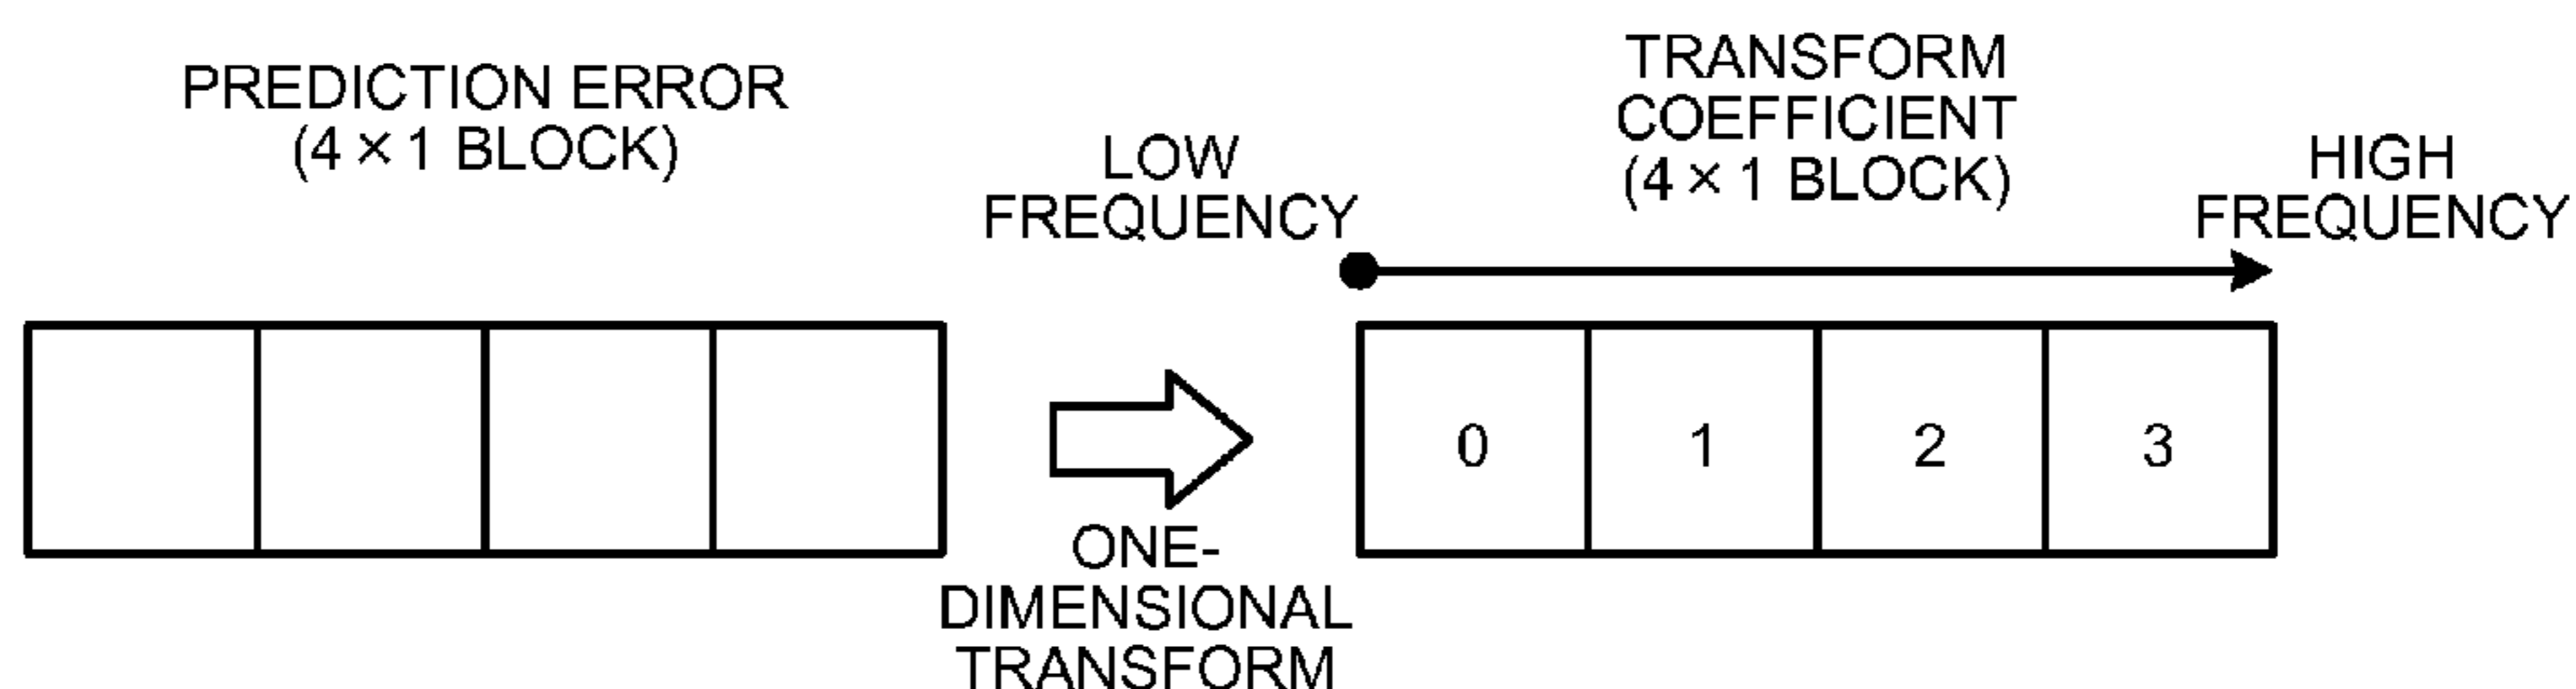 PREDICTION ERROR
(4 × 1 BLOCK)
LOW
FREQUENCY
TRANSFORM
COEFFICIENT
(4 × 1 BLOCK)
HIGH
FREQUENCY
ONE-
DIMENSIONAL
TRANSFORM
0 1 2 3